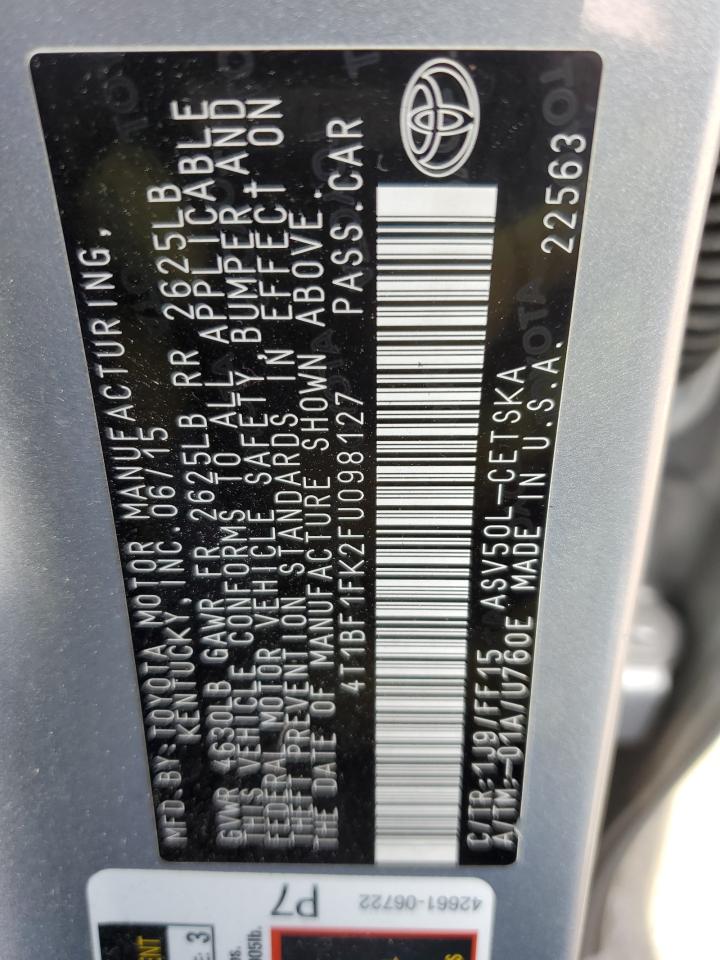 MFD.BY:TOYOTA MOTOR MANUFACTURING,
KENTUCKY, INC. 06/15
GVWR 4630LB GAWR FR 2625LB RR 2625LB
THIS VEHICLE CONFORMS TO ALL APPLICABLE
FEDERAL MOTOR VEHICLE SAFETY, BUMPER, AND
THEFT PREVENTION STANDARDS IN EFFECT ON
THE DATE OF MANUFACTURE SHOWN ABOVE.
4T1BF1FK2FU098127 PASS.CAR
C/TR:1J9/FF15 ASV50L-CETSKA
A/TM:-01A/U760E MADE IN U.S.A. 22563
42661-06722
P7
3